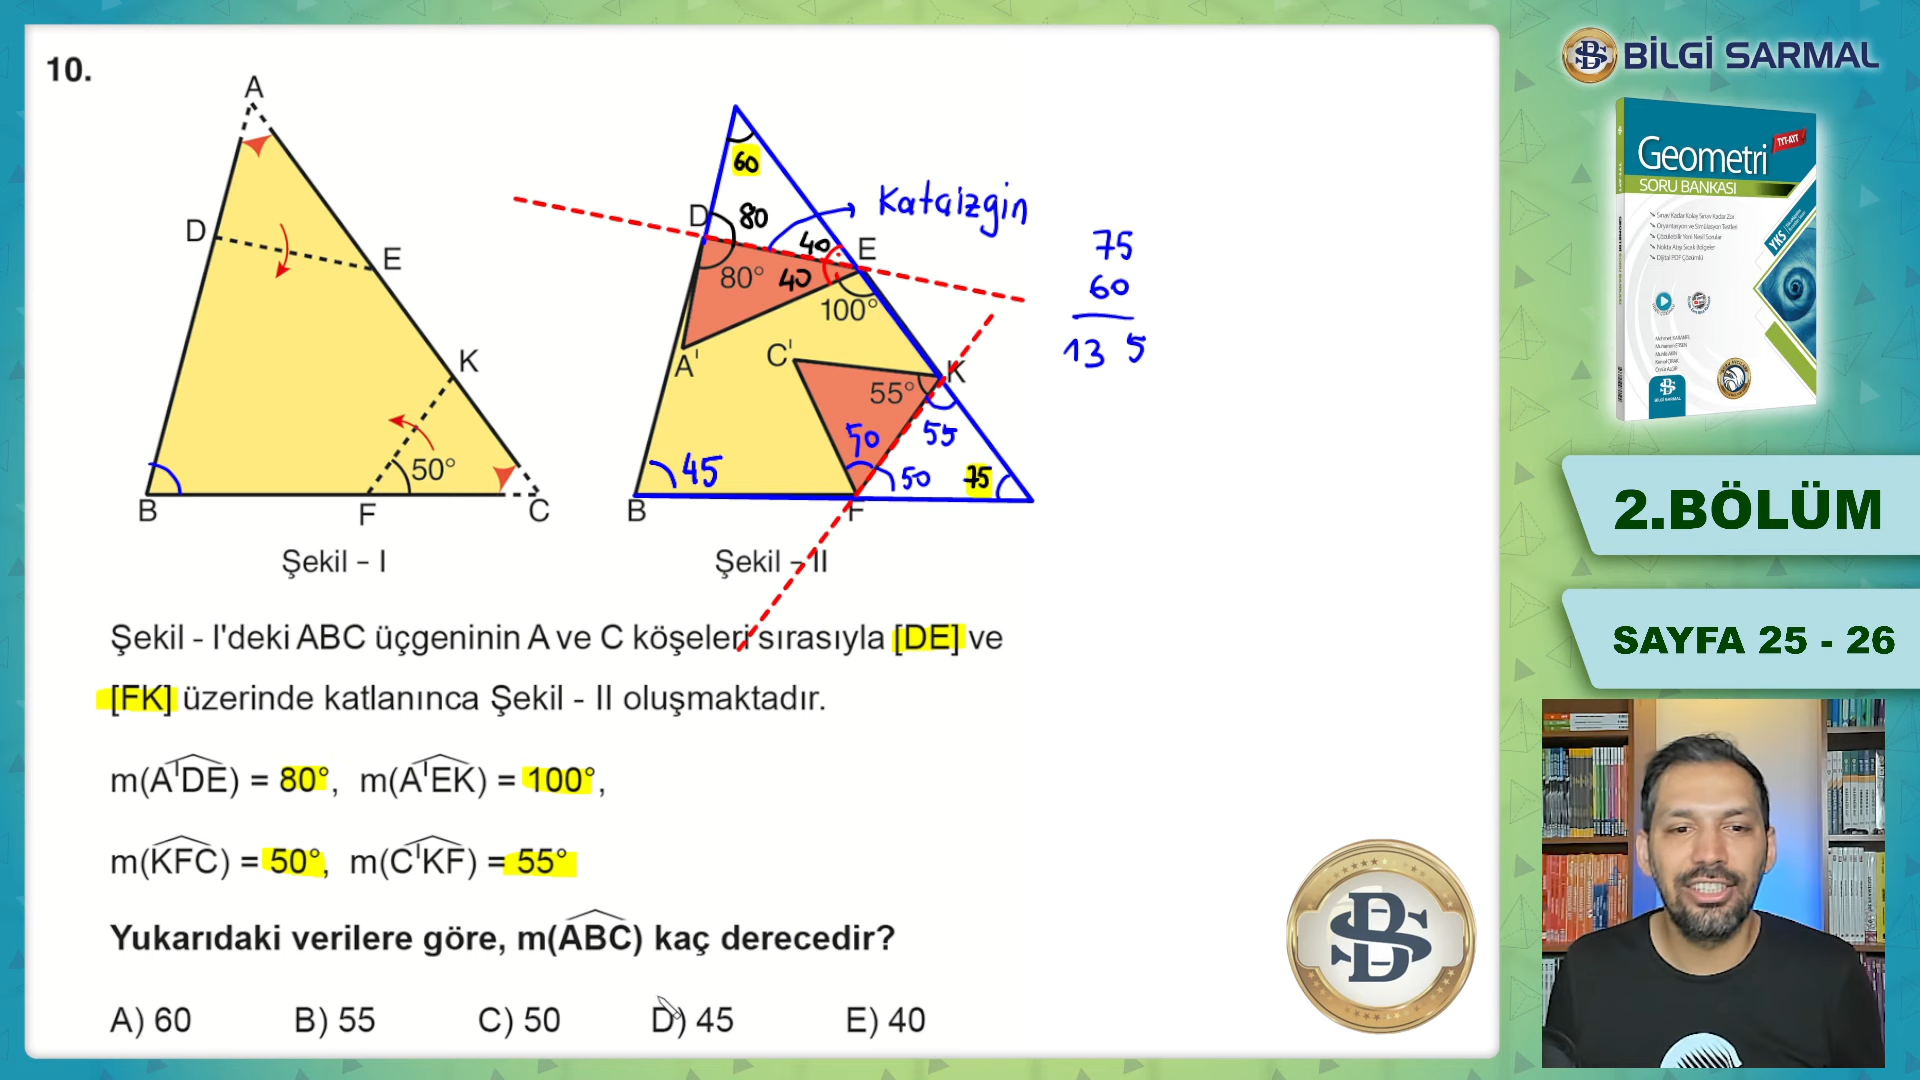 10.
A
D
E
K
50°
B
F
C
Şekil - I
60
D
80
40
E
Katcizgin
80°
40
100°
A'
C'
55°
K
50
55
45
50
75
B
F
Şekil - II
75
60
13 5
Şekil - I'deki ABC üçgeninin A ve C köşeleri sırasıyla [DE] ve
[FK] üzerinde katlanınca Şekil - II oluşmaktadır.
m(A'DE) = 80°, m(A'EK) = 100°,
m(KFC) = 50°, m(C'KF) = 55°
Yukarıdaki verilere göre, m(ABC) kaç derecedir?
A) 60 B) 55 C) 50 D) 45 E) 40
BİLGİ SARMAL
Geometri
TYT-AYT
SORU BANKASI
YKS
2.BÖLÜM
SAYFA 25 - 26